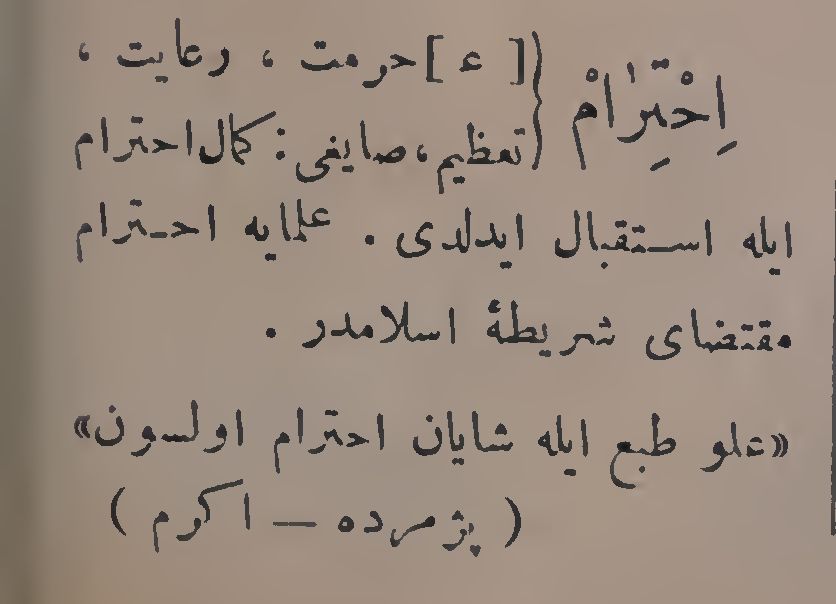 اِحْتِرَامْ {[ ع ] حرمت ، رعایت ،
تعظیم ، صایغی : کمال احترام
ایله استقبال ایدلدی . علمایه احترام
مقتضای شریطۀ اسلامدر .
«علو طبع ایله شایان احترام اولسون»
( پژمرده — اکرم )